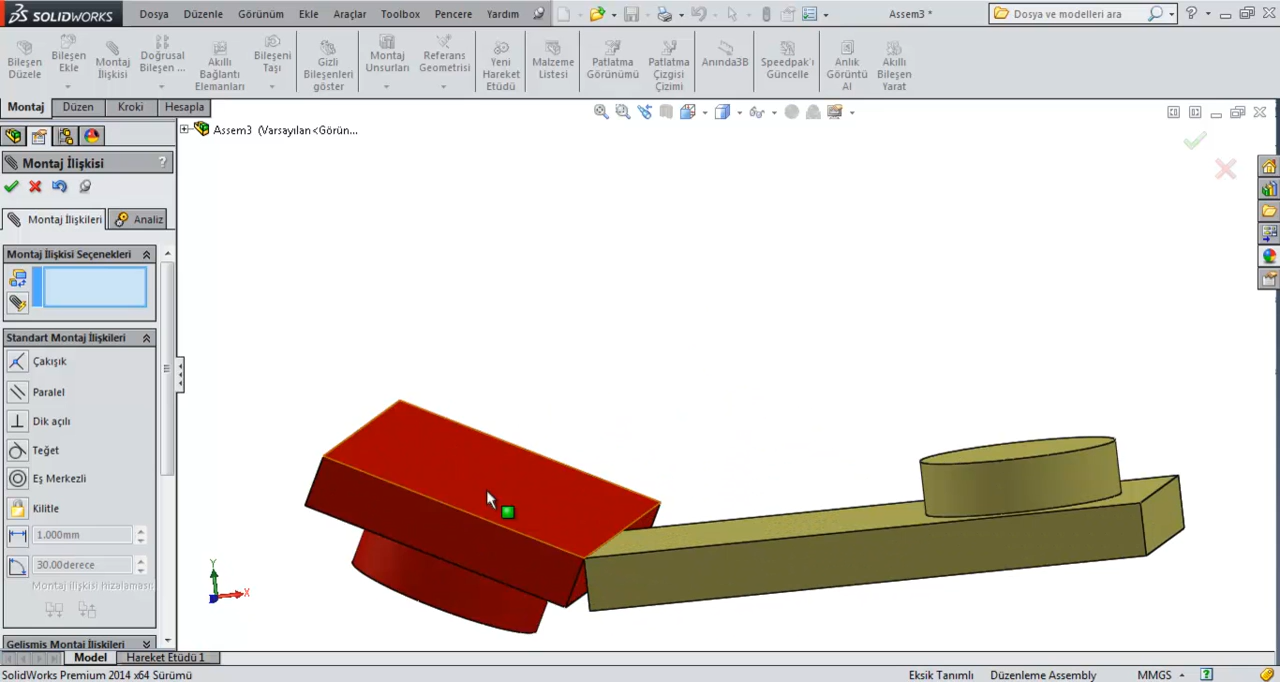 SOLIDWORKS
Dosya Düzenle Görünüm Ekle Araçlar Toolbox Pencere Yardım
Assem3 *
Dosya ve modelleri ara
Bileşen Düzele
Bileşen Ekle
Montaj İlişkisi
Doğrusal Bileşen ...
Akıllı Bağlantı Elemanları
Bileşeni Taşı
Gizli Bileşenleri göster
Montaj Unsurları
Referans Geometrisi
Yeni Hareket Etüdü
Malzeme Listesi
Patlatma Görünümü
Patlatma Çizgisi Çizimi
Anında3B
Speedpak'ı Güncelle
Anlık Görüntü Al
Akıllı Bileşen Yarat
Montaj Düzen Kroki Hesapla
Assem3 (Varsayılan<Görün...
Montaj İlişkisi ?
Montaj İlişkileri Analiz
Montaj İlişkisi Seçenekleri
Standart Montaj İlişkileri
Çakışık
Paralel
Dik açılı
Teğet
Eş Merkezli
Kilitle
1.000mm
30.00derece
Montaj ilişkisi hizalaması:
Gelişmiş Montaj İlişkileri
Y
X
Model Hareket Etüdü 1
SolidWorks Premium 2014 x64 Sürümü
Eksik Tanımlı Düzenleme Assembly MMGS